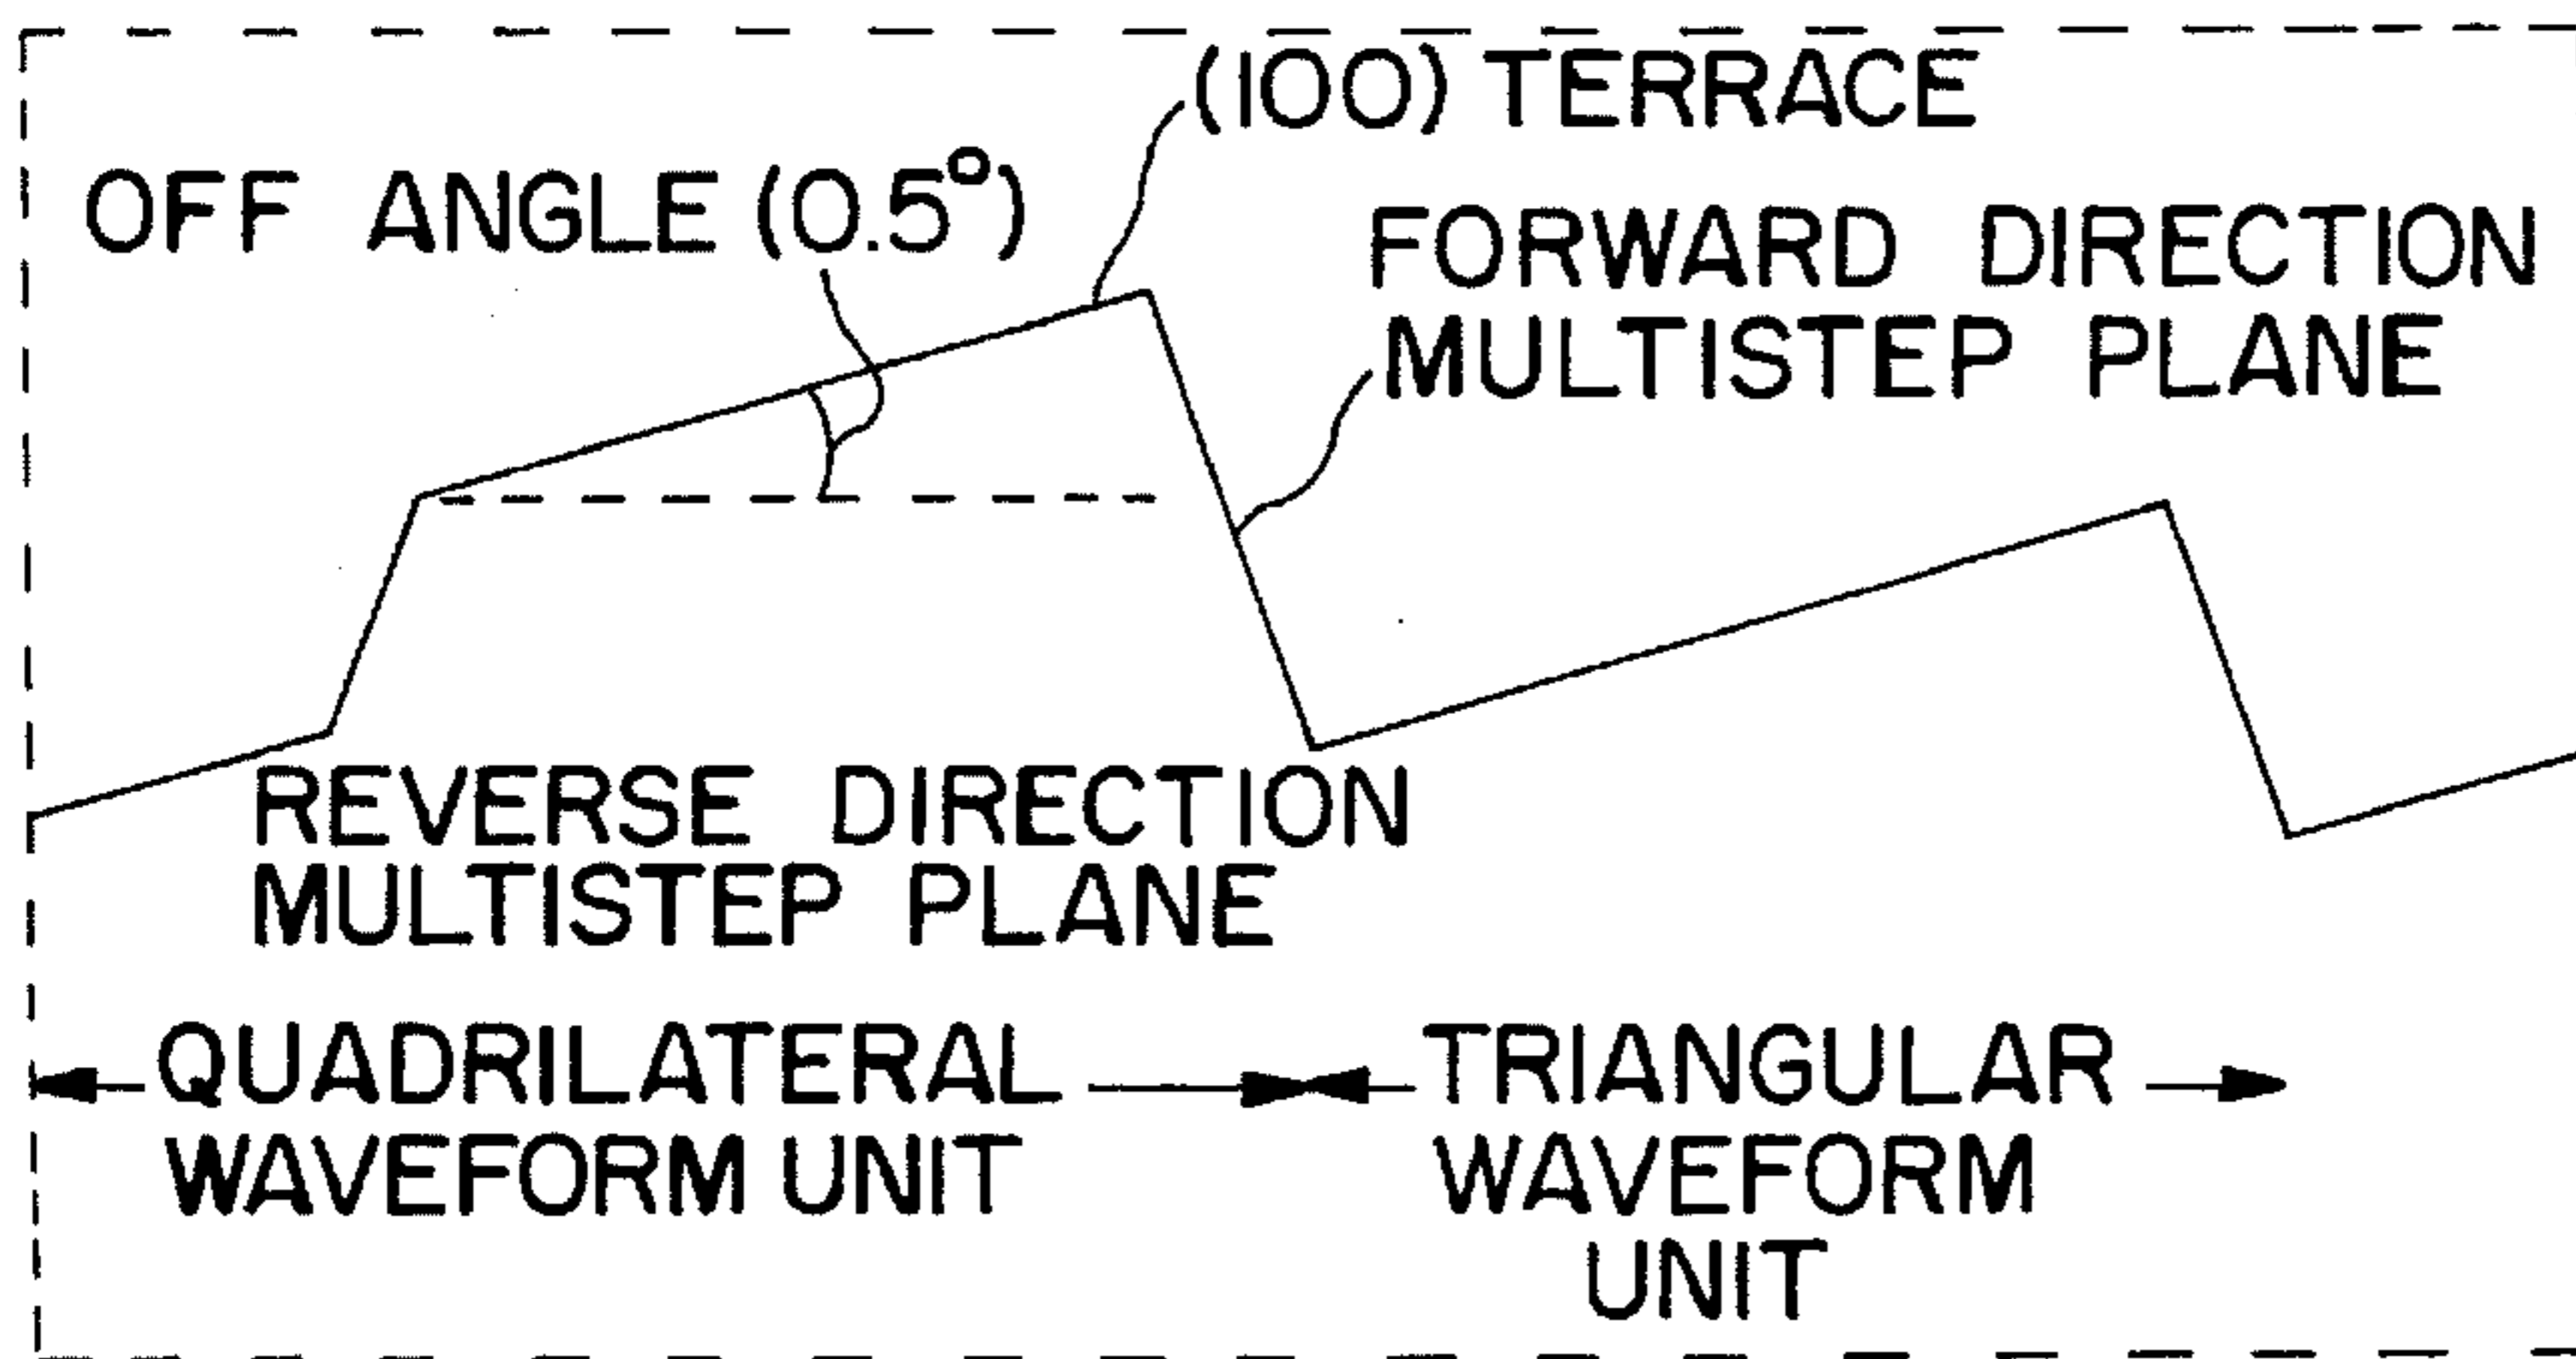 (100) TERRACE
OFF ANGLE (0.5°)
FORWARD DIRECTION
MULTISTEP PLANE
REVERSE DIRECTION
MULTISTEP PLANE
QUADRILATERAL
WAVEFORM UNIT
TRIANGULAR
WAVEFORM
UNIT